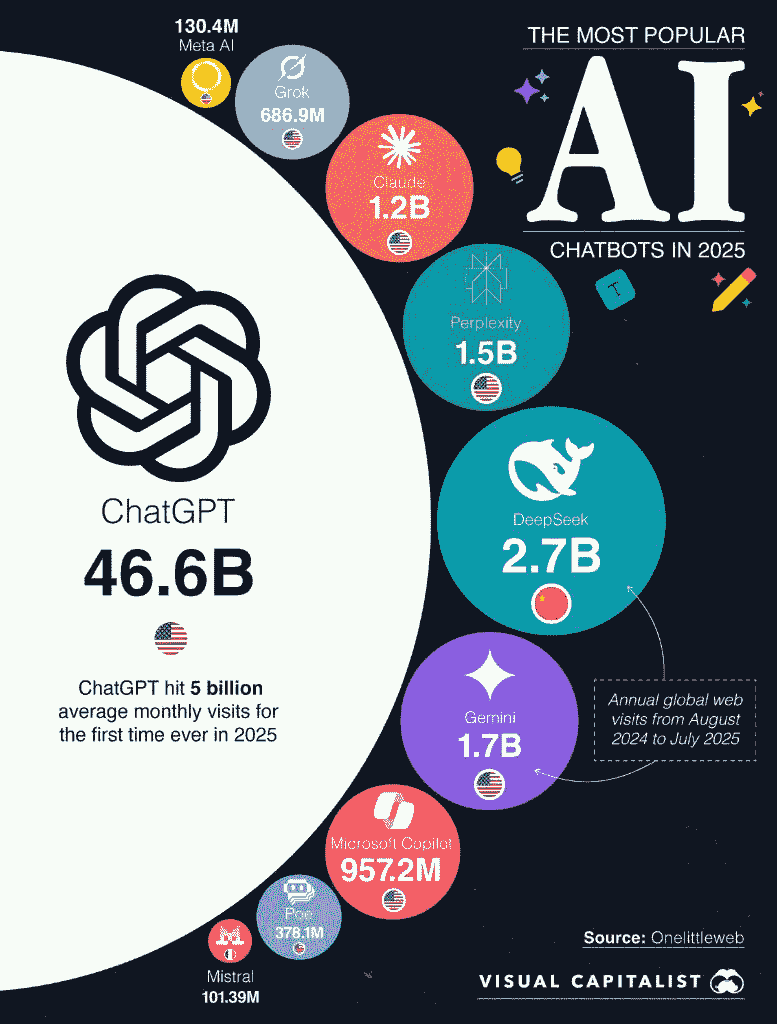 THE MOST POPULAR
AI
CHATBOTS IN 2025
130.4M
Meta AI
Grok
686.9M
Claude
1.2B
Perplexity
1.5B
T
DeepSeek
2.7B
ChatGPT
46.6B
ChatGPT hit 5 billion
average monthly visits for
the first time ever in 2025
Gemini
1.7B
Annual global web
visits from August
2024 to July 2025
Microsoft Copilot
957.2M
Poe
378.1M
Mistral
101.39M
Source: Onelittleweb
VISUAL CAPITALIST